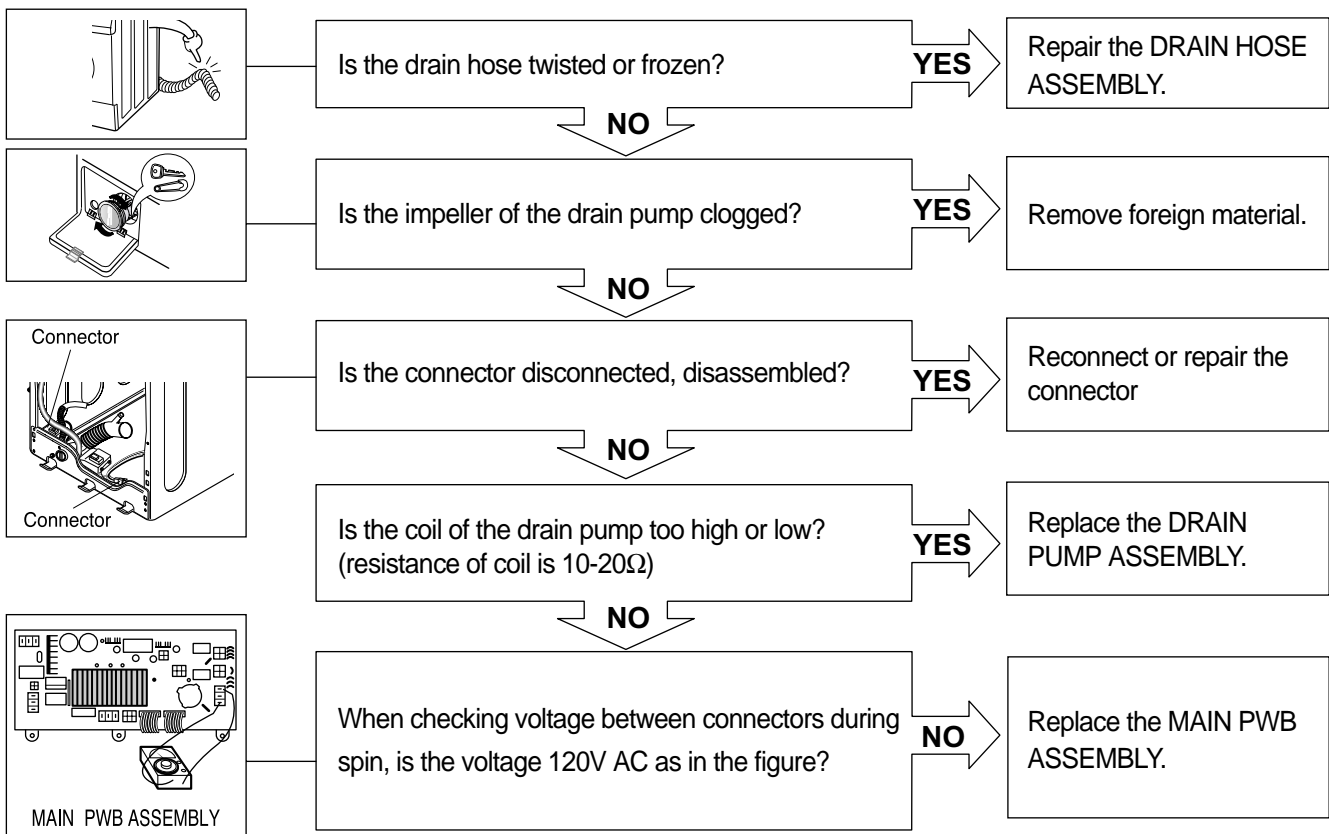 Is the drain hose twisted or frozen?
YES
Repair the DRAIN HOSE
ASSEMBLY.
NO
Is the impeller of the drain pump clogged?
YES
Remove foreign material.
NO
Connector
Connector
Is the connector disconnected, disassembled?
YES
Reconnect or repair the
connector
NO
Is the coil of the drain pump too high or low?
(resistance of coil is 10-20Ω)
YES
Replace the DRAIN
PUMP ASSEMBLY.
NO
MAIN PWB ASSEMBLY
When checking voltage between connectors during
spin, is the voltage 120V AC as in the figure?
NO
Replace the MAIN PWB
ASSEMBLY.